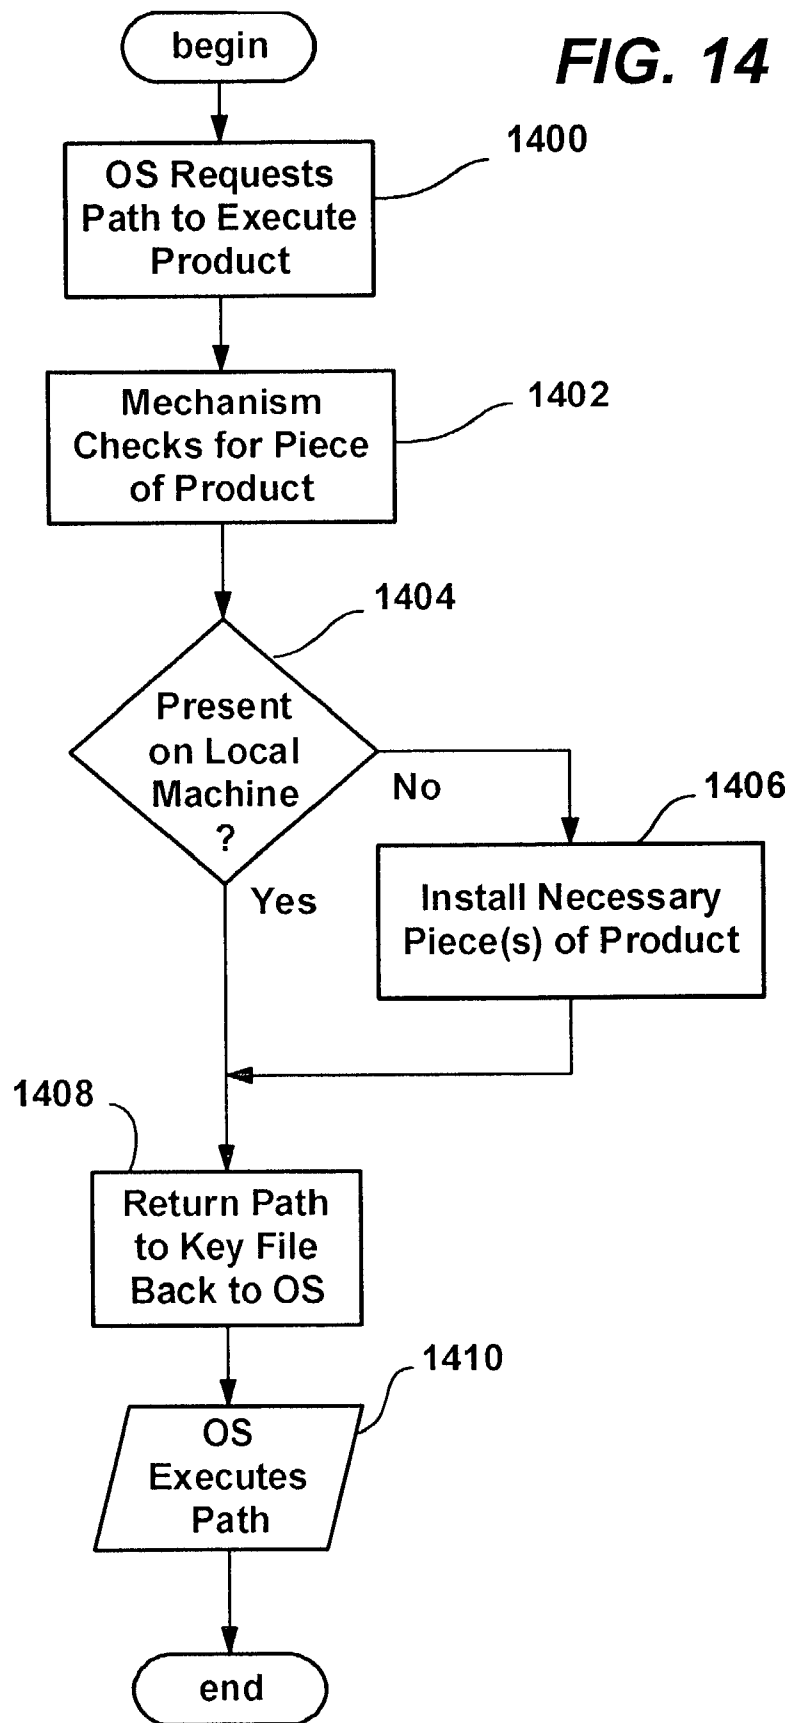 begin
FIG. 14
1400
OS Requests
Path to Execute
Product
1402
Mechanism
Checks for Piece
of Product
1404
Present
on Local
Machine
?
No
Yes
1406
Install Necessary
Piece(s) of Product
1408
Return Path
to Key File
Back to OS
1410
OS
Executes
Path
end